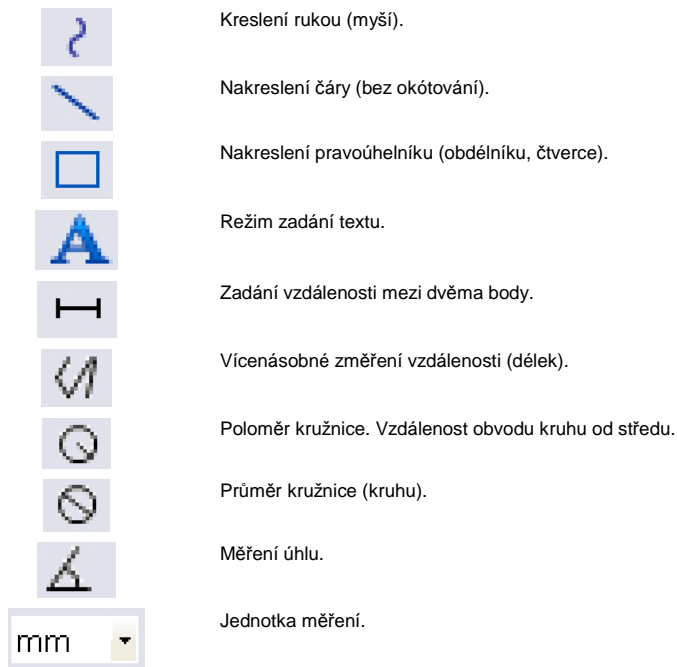 Kreslení rukou (myší).
Nakreslení čáry (bez okótování).
Nakreslení pravoúhelníku (obdélníku, čtverce).
A
Režim zadání textu.
Zadání vzdálenosti mezi dvěma body.
Vícenásobné změření vzdálenosti (délek).
Poloměr kružnice. Vzdálenost obvodu kruhu od středu.
Průměr kružnice (kruhu).
Měření úhlu.
mm
Jednotka měření.